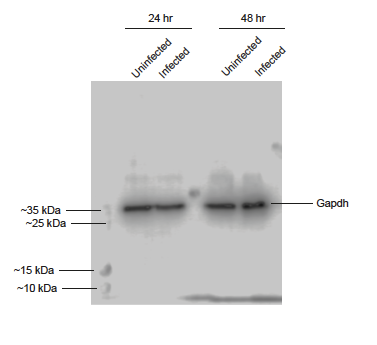 24 hr
48 hr
Uninfected
Infected
Uninfected
Infected
Gapdh
~35 kDa
~25 kDa
~15 kDa
~10 kDa